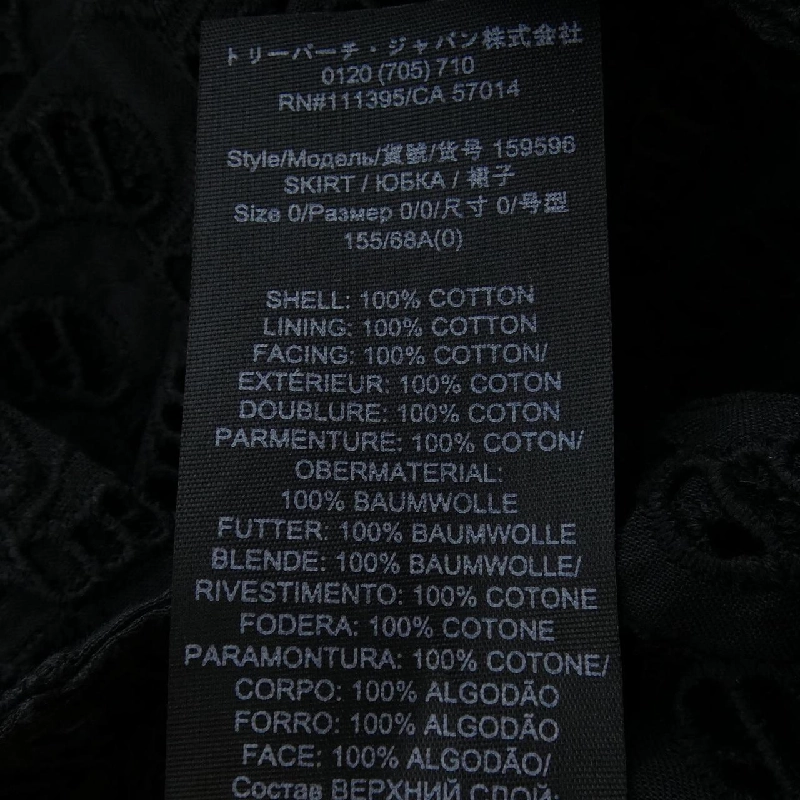 トリーバーチ・ジャパン株式会社
0120 (705) 710
RN#111395/CA 57014
Style/Модель/貨號/货号 159596
SKIRT / ЮБКА / 裙子
Size 0/Размер 0/0/尺寸 0/号型
155/68A(0)
SHELL: 100% COTTON
LINING: 100% COTTON
FACING: 100% COTTON/
EXTÉRIEUR: 100% COTON
DOUBLURE: 100% COTON
PARMENTURE: 100% COTON/
OBERMATERIAL:
100% BAUMWOLLE
FUTTER: 100% BAUMWOLLE
BLENDE: 100% BAUMWOLLE/
RIVESTIMENTO: 100% COTONE
FODERA: 100% COTONE
PARAMONTURA: 100% COTONE/
CORPO: 100% ALGODÃO
FORRO: 100% ALGODÃO
FACE: 100% ALGODÃO/
Состав ВЕРХНИЙ СЛОЙ: